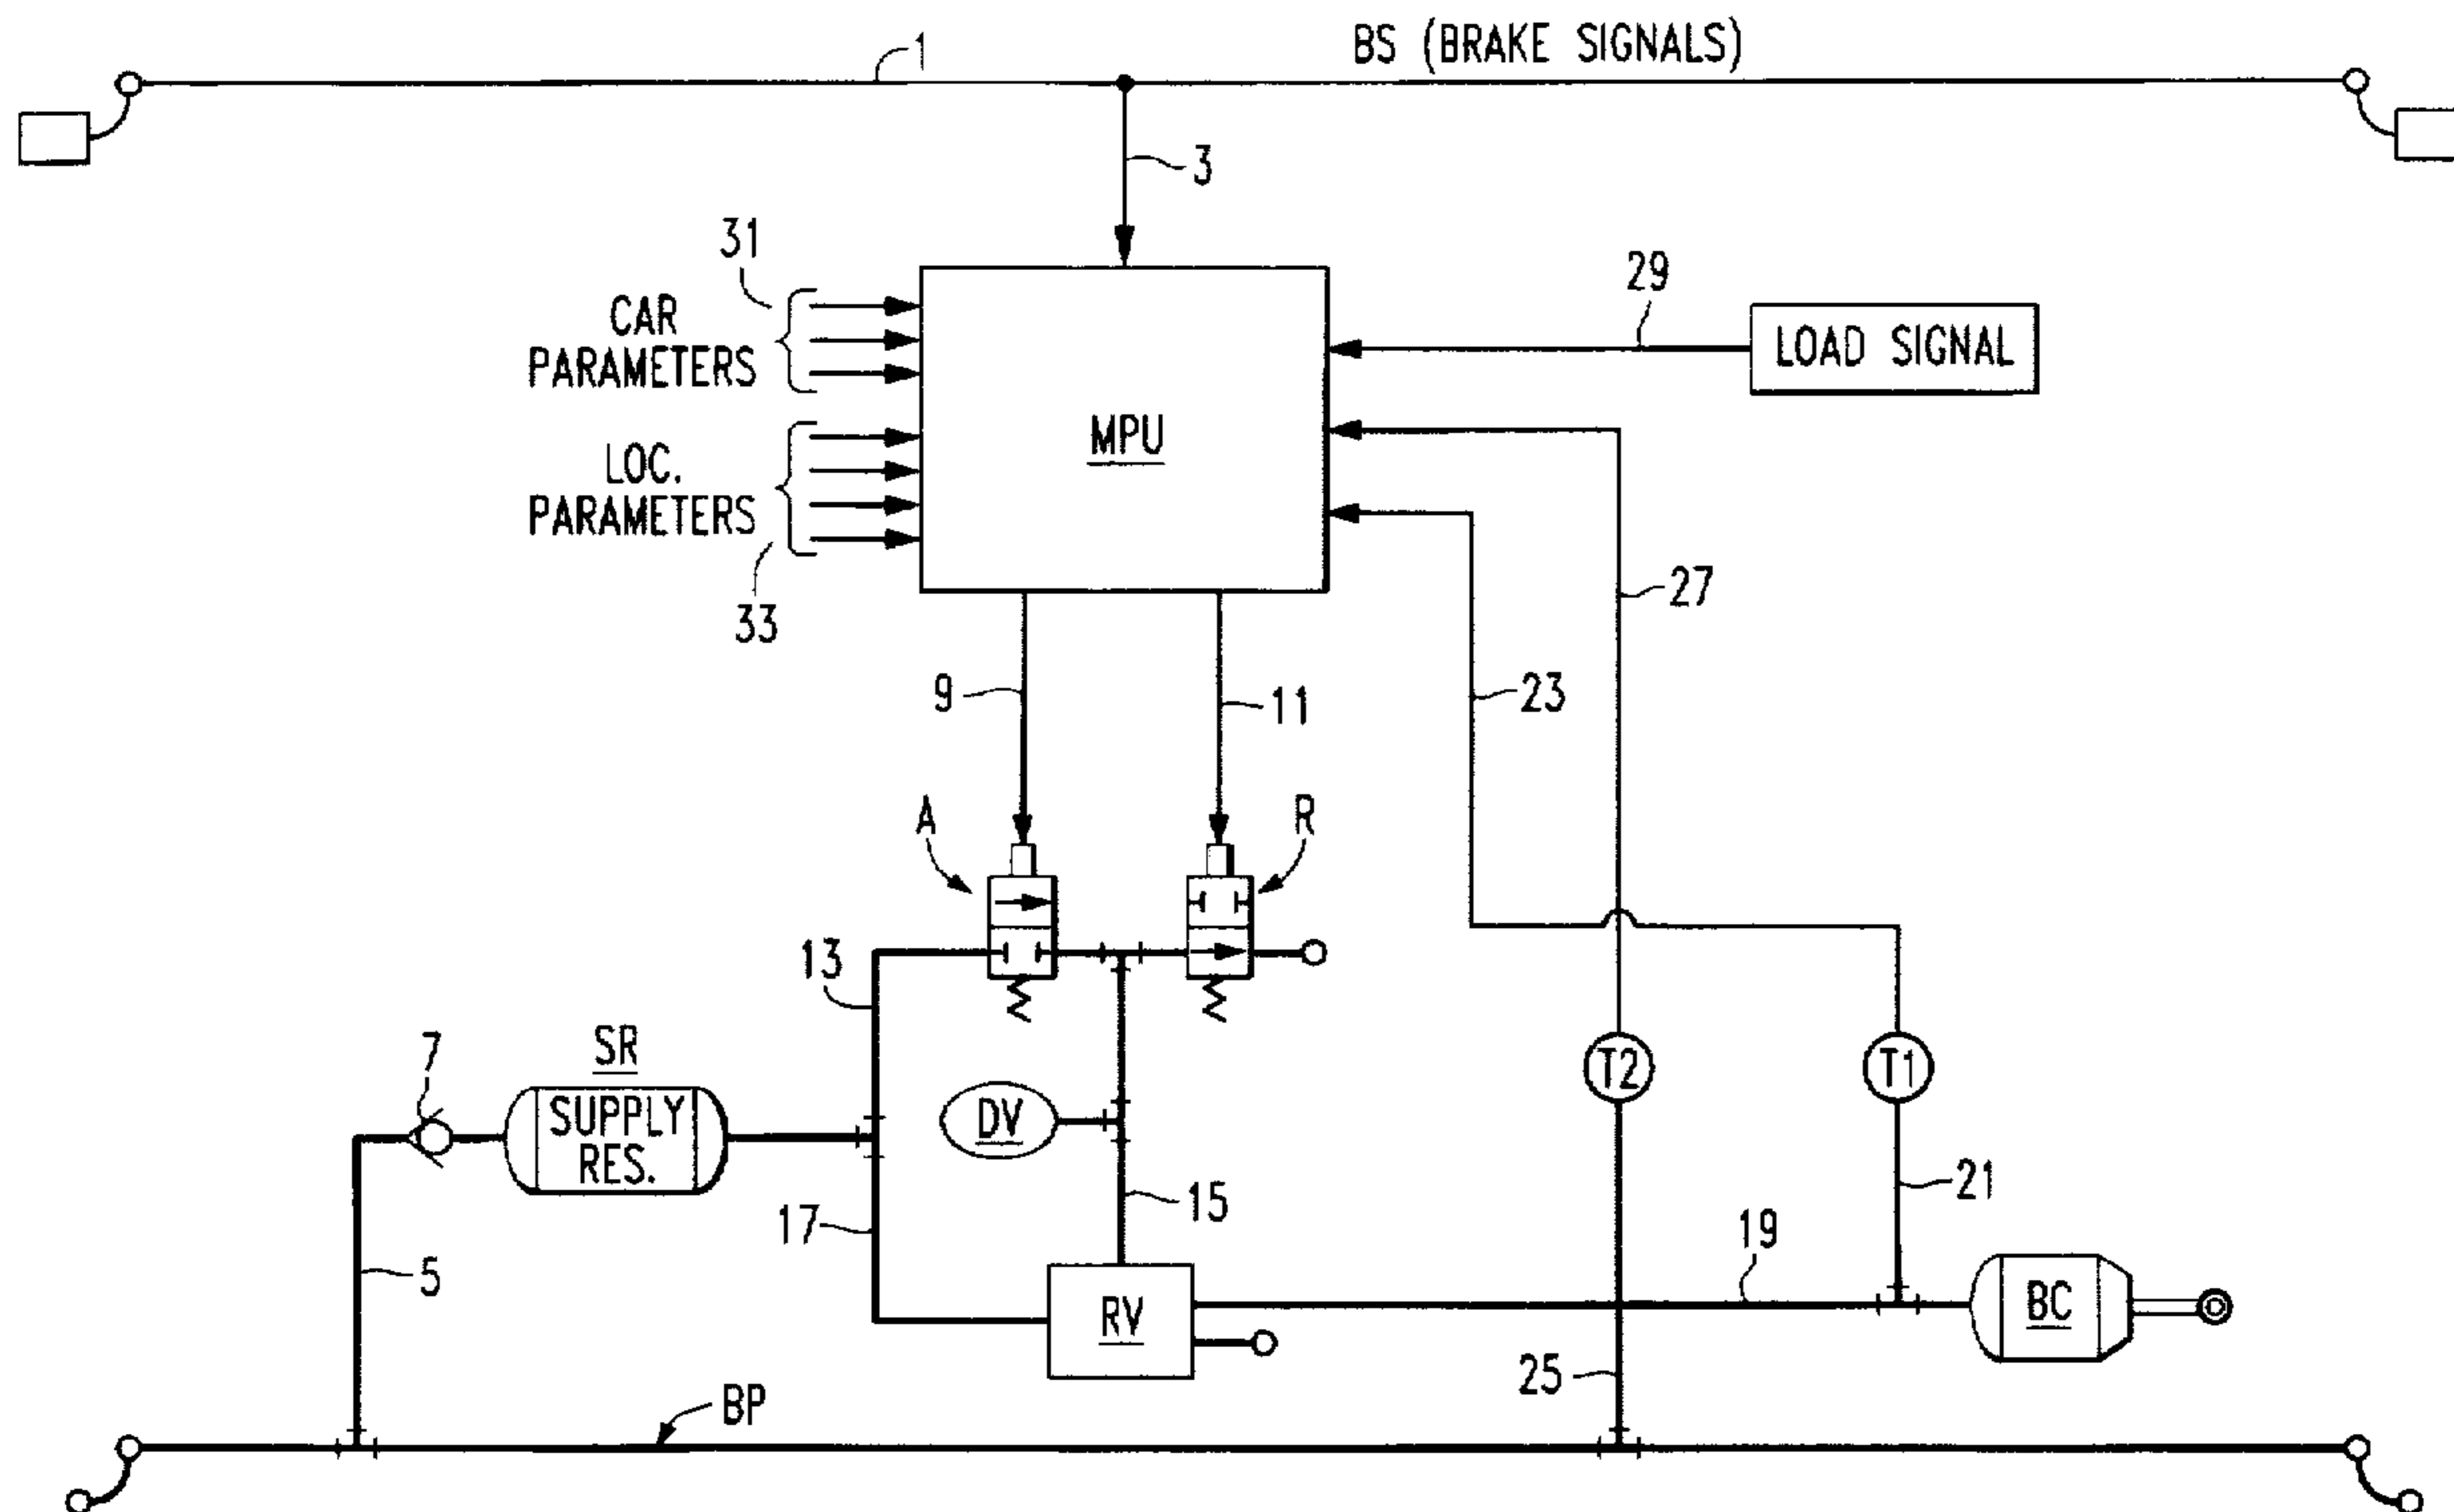 1
BS (BRAKE SIGNALS)
3
31
CAR
PARAMETERS
29
LOAD SIGNAL
MPU
LOC.
PARAMETERS
33
27
9
11
23
A
R
13
7
SR
SUPPLY
RES.
DV
T2
T1
15
21
17
19
5
RV
BC
25
BP